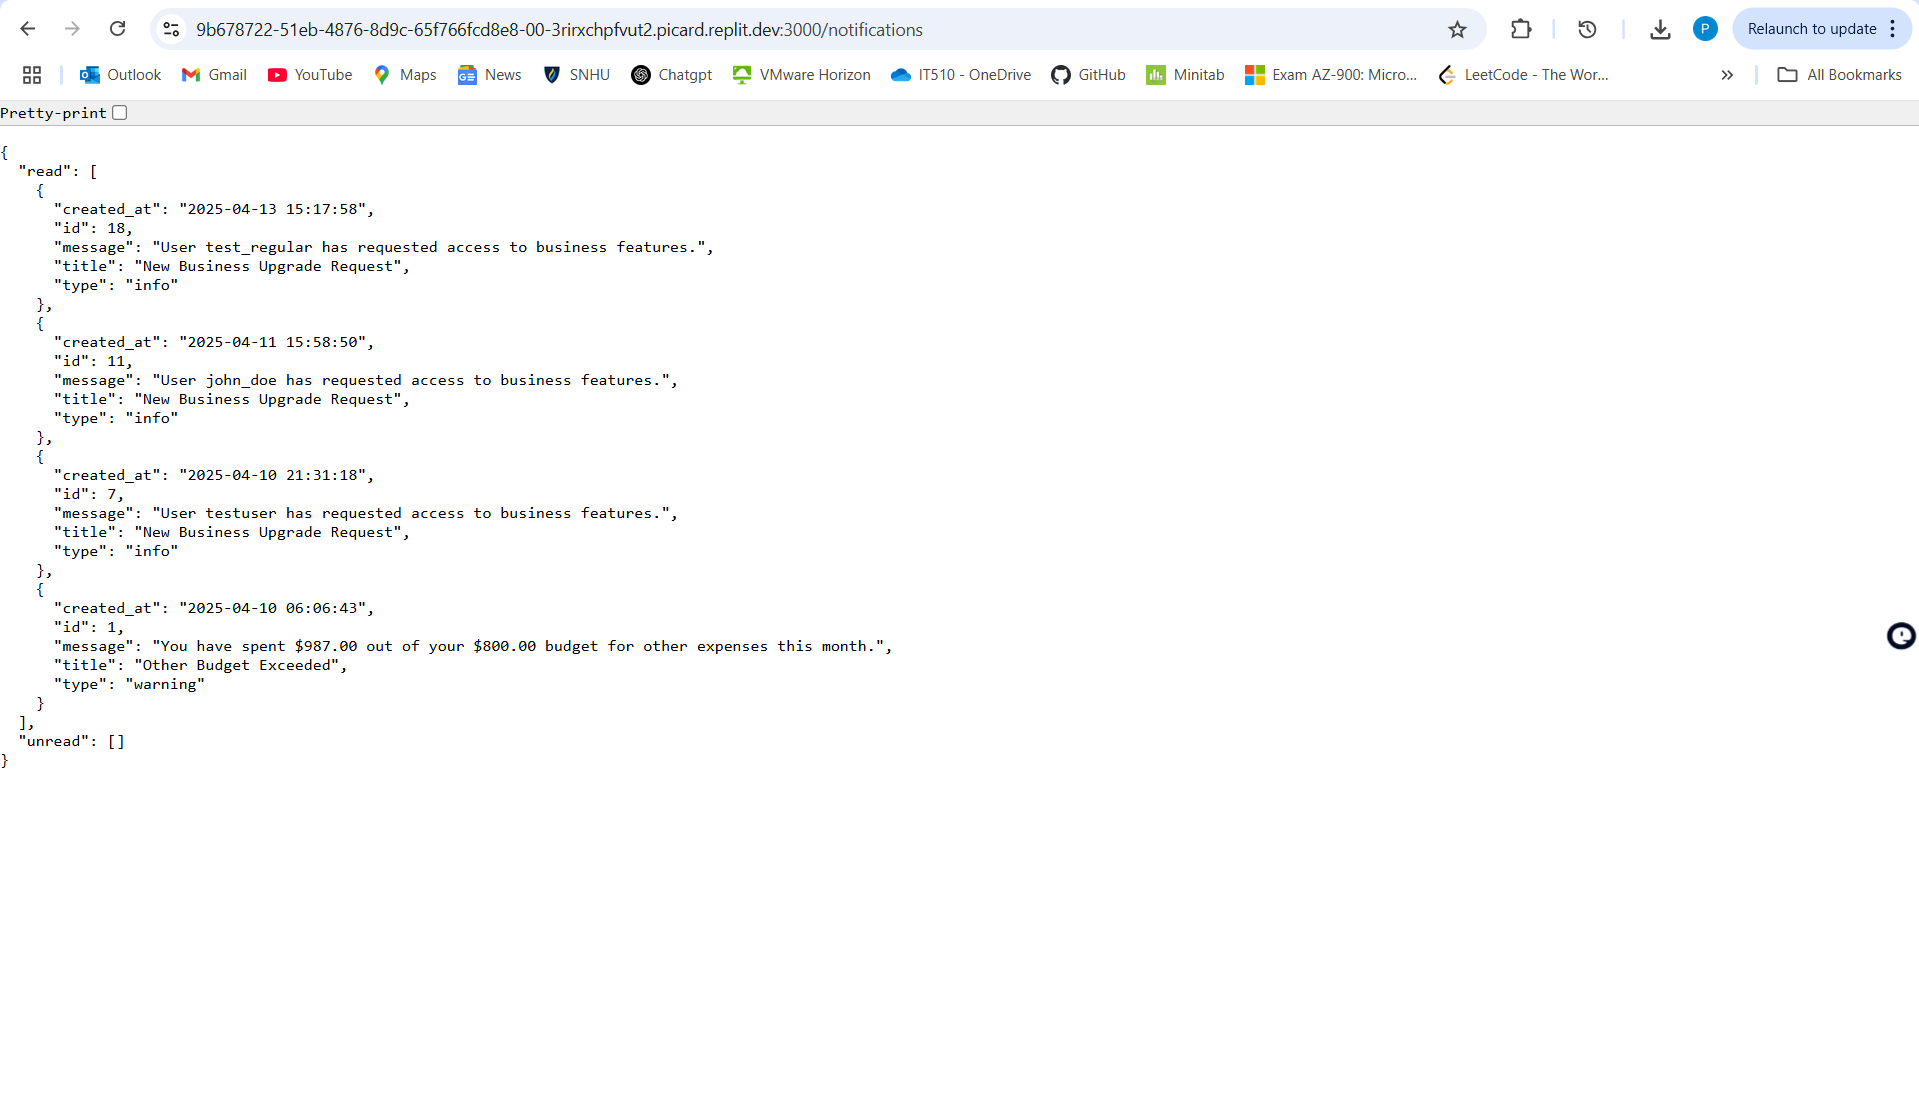 9b678722-51eb-4876-8d9c-65f766fcd8e8-00-3rirxchpfvut2.picard.replit.dev:3000/notifications
P
Relaunch to update
Outlook
Gmail
YouTube
Maps
News
SNHU
Chatgpt
VMware Horizon
IT510 - OneDrive
GitHub
Minitab
Exam AZ-900: Micro...
LeetCode - The Wor...
All Bookmarks
Pretty-print
{
  "read": [
    {
      "created_at": "2025-04-13 15:17:58",
      "id": 18,
      "message": "User test_regular has requested access to business features.",
      "title": "New Business Upgrade Request",
      "type": "info"
    },
    {
      "created_at": "2025-04-11 15:58:50",
      "id": 11,
      "message": "User john_doe has requested access to business features.",
      "title": "New Business Upgrade Request",
      "type": "info"
    },
    {
      "created_at": "2025-04-10 21:31:18",
      "id": 7,
      "message": "User testuser has requested access to business features.",
      "title": "New Business Upgrade Request",
      "type": "info"
    },
    {
      "created_at": "2025-04-10 06:06:43",
      "id": 1,
      "message": "You have spent $987.00 out of your $800.00 budget for other expenses this month.",
      "title": "Other Budget Exceeded",
      "type": "warning"
    }
  ],
  "unread": []
}